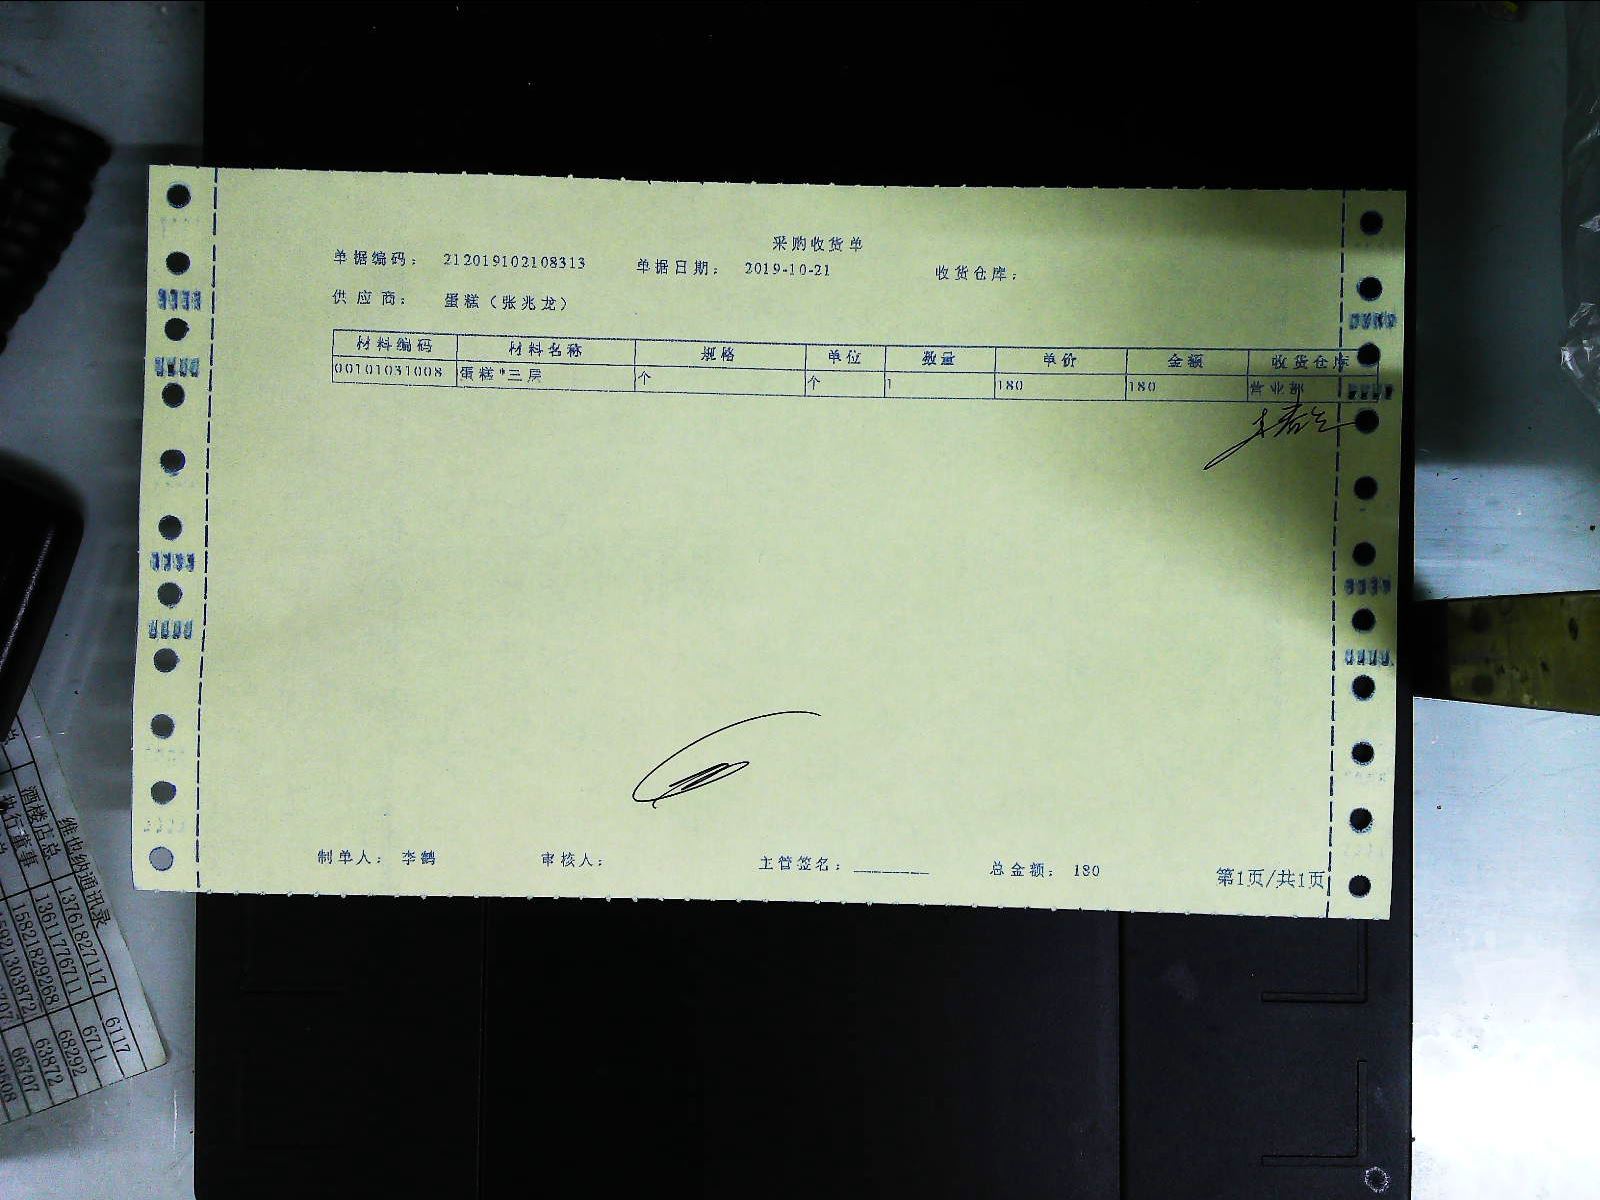 采购收货单
单据编码： 212019102108313 单据日期： 2019-10-21 收货仓库：
供应商： 蛋糕（张兆龙）
材料编码 材料名称 规格 单位 数量 单价 金额 收货仓库
00101031008 蛋糕*三层 个 个 1 180 180 营业部
制单人： 李鹤 审核人： 主管签名：________ 总金额： 180 第1页/共1页
维也纳通讯录
酒楼店总 13761827117 6117
执行董事 13611776711 6711
15821829268 68292
15921303872 63872
66707